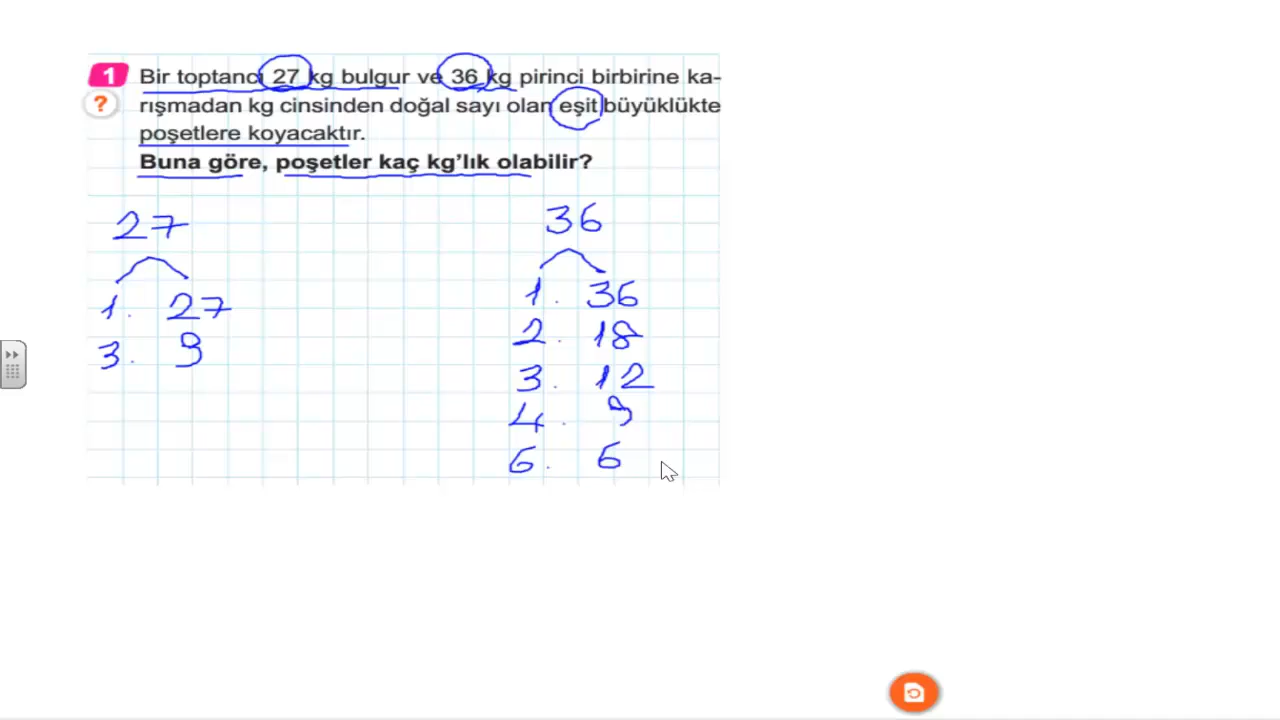 1 Bir toptancı 27 kg bulgur ve 36 kg pirinci birbirine ka-
? rışmadan kg cinsinden doğal sayı olan eşit büyüklükte
poşetlere koyacaktır.
Buna göre, poşetler kaç kg'lık olabilir?
27
1. 27
3. 9
36
1. 36
2. 18
3. 12
4. 9
6. 6